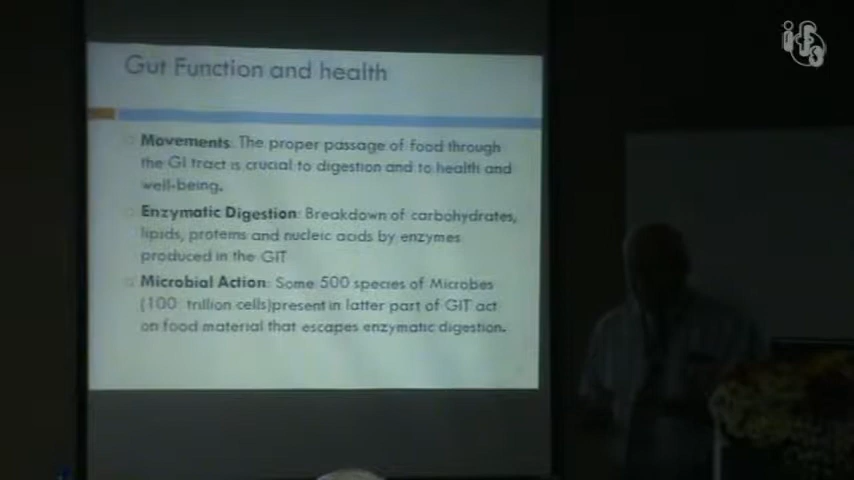 Gut Function and health
Movements: The proper passage of food through
the GI tract is crucial to digestion and to health and
well-being.
Enzymatic Digestion: Breakdown of carbohydrates,
lipids, proteins and nucleic acids by enzymes
produced in the GIT
Microbial Action: Some 500 species of Microbes
(100 trillion cells)present in latter part of GIT act
on food material that escapes enzymatic digestion.